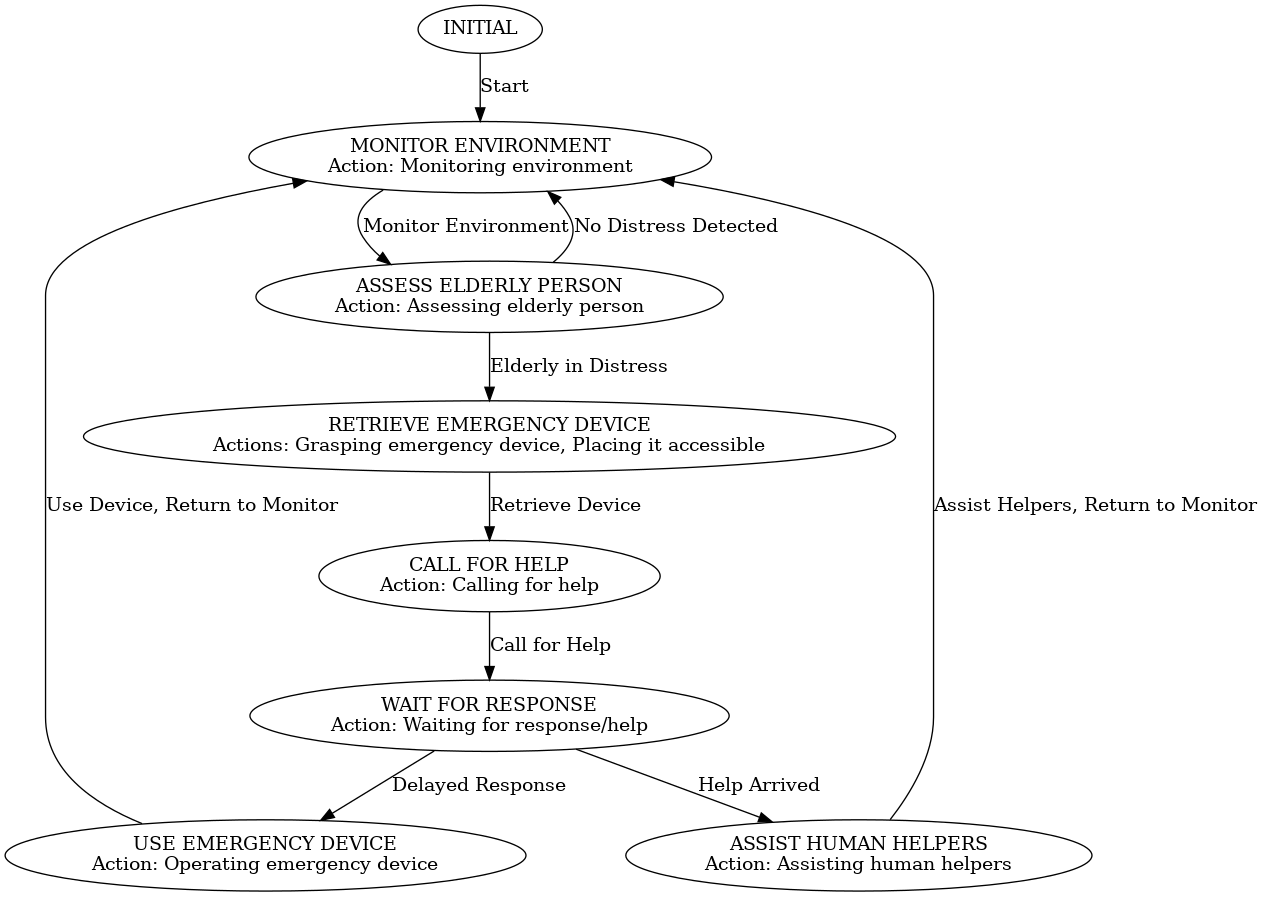 INITIAL
Start
MONITOR ENVIRONMENT
Action: Monitoring environment
Monitor Environment
No Distress Detected
ASSESS ELDERLY PERSON
Action: Assessing elderly person
Elderly in Distress
RETRIEVE EMERGENCY DEVICE
Actions: Grasping emergency device, Placing it accessible
Use Device, Return to Monitor
Retrieve Device
Assist Helpers, Return to Monitor
CALL FOR HELP
Action: Calling for help
Call for Help
WAIT FOR RESPONSE
Action: Waiting for response/help
Delayed Response
Help Arrived
USE EMERGENCY DEVICE
Action: Operating emergency device
ASSIST HUMAN HELPERS
Action: Assisting human helpers